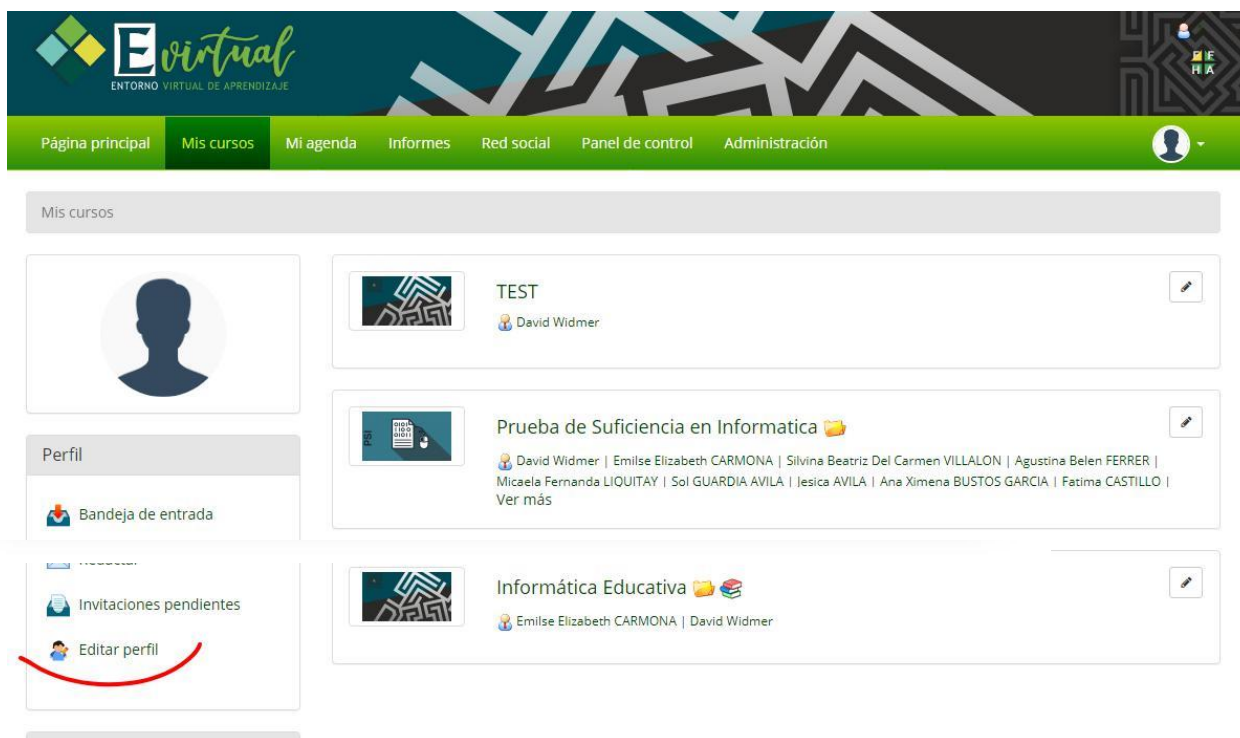 Evirtual
ENTORNO VIRTUAL DE APRENDIZAJE
F E
H A
Página principal Mis cursos Mi agenda Informes Red social Panel de control Administración
Mis cursos
TEST
David Widmer
PSI
Prueba de Suficiencia en Informatica
David Widmer | Emilse Elizabeth CARMONA | Silvina Beatriz Del Carmen VILLALON | Agustina Belen FERRER |
Micaela Fernanda LIQUITAY | Sol GUARDIA AVILA | Jesica AVILA | Ana Ximena BUSTOS GARCIA | Fatima CASTILLO |
Ver más
Perfil
Bandeja de entrada
Invitaciones pendientes
Editar perfil
Informática Educativa
Emilse Elizabeth CARMONA | David Widmer